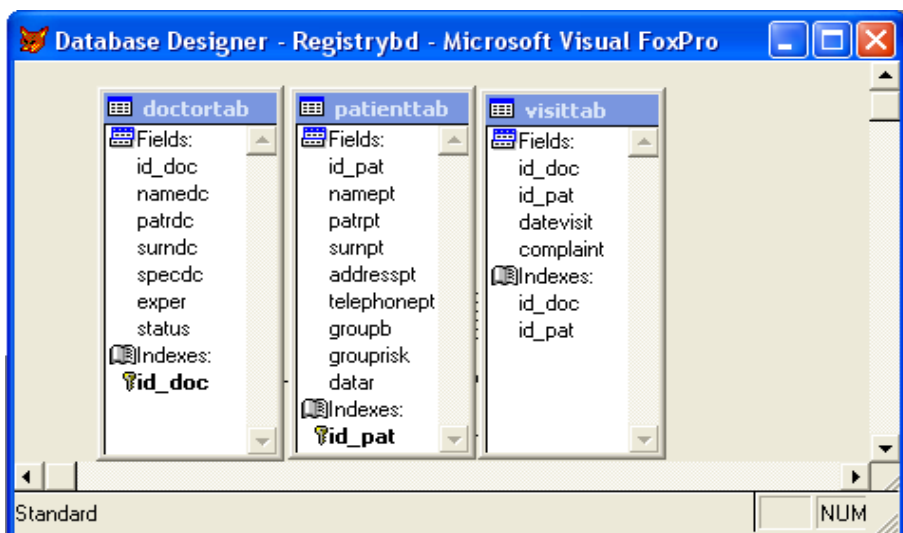 Database Designer - Registrybd - Microsoft Visual FoxPro
doctortab
Fields:
id_doc
namedc
patrdc
surndc
specdc
exper
status
Indexes:
id_doc
patienttab
Fields:
id_pat
namept
patrpt
surnpt
addresspt
telephonept
groupb
grouprisk
datar
Indexes:
id_pat
visittab
Fields:
id_doc
id_pat
datevisit
complaint
Indexes:
id_doc
id_pat
Standard
NUM